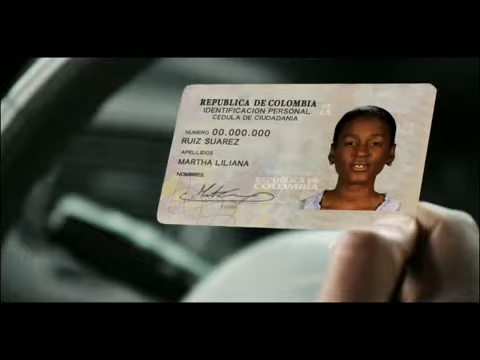 REPUBLICA DE COLOMBIA
IDENTIFICACION PERSONAL
CEDULA DE CIUDADANIA
NUMERO 00.000.000
RUIZ SUAREZ
APELLIDOS
MARTHA LILIANA
NOMBRES
FIRMA
REPUBLICA DE
COLOMBIA